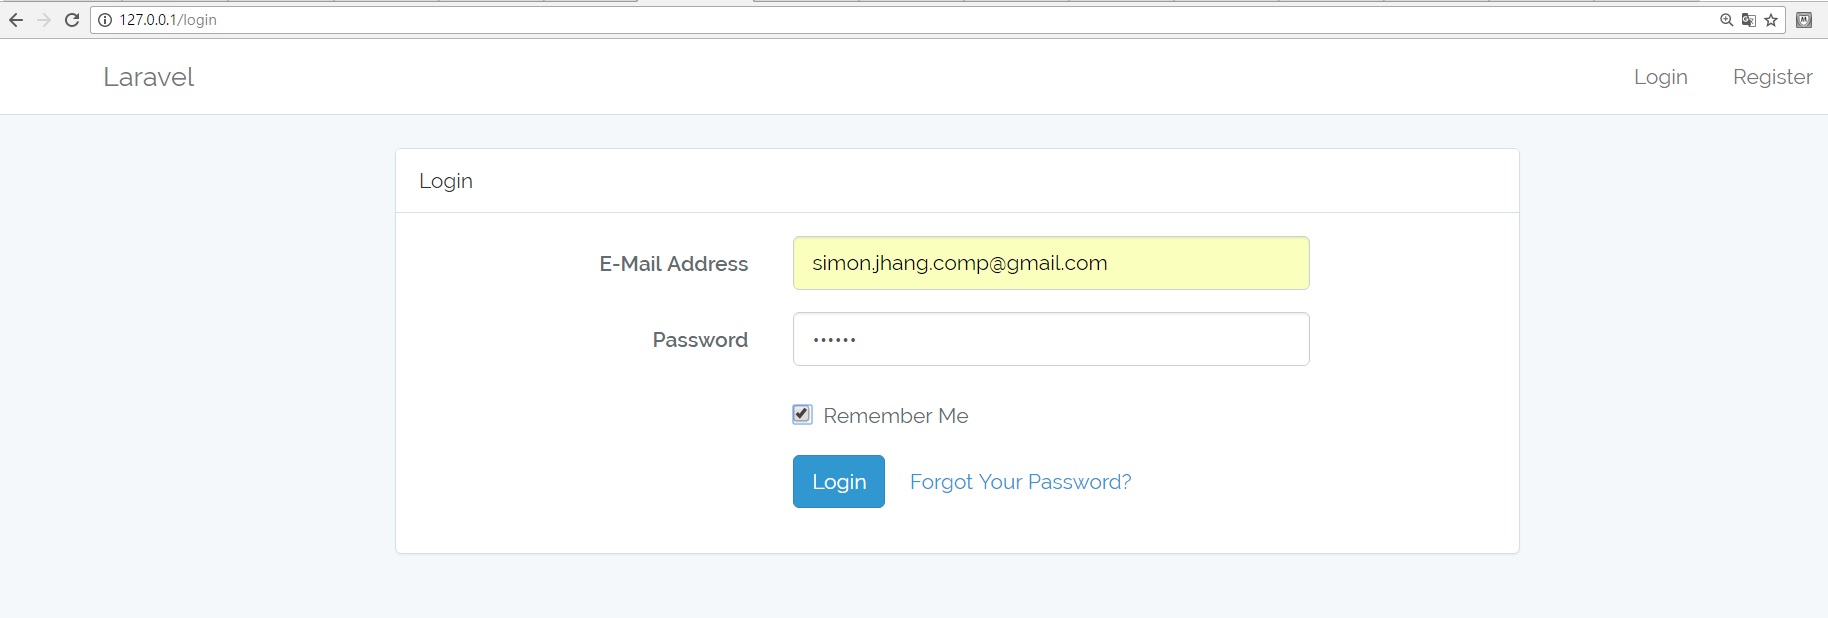 127.0.0.1/login
Laravel Login Register
Login
E-Mail Address simon.jhang.comp@gmail.com
Password ••••••
Remember Me
Login Forgot Your Password?